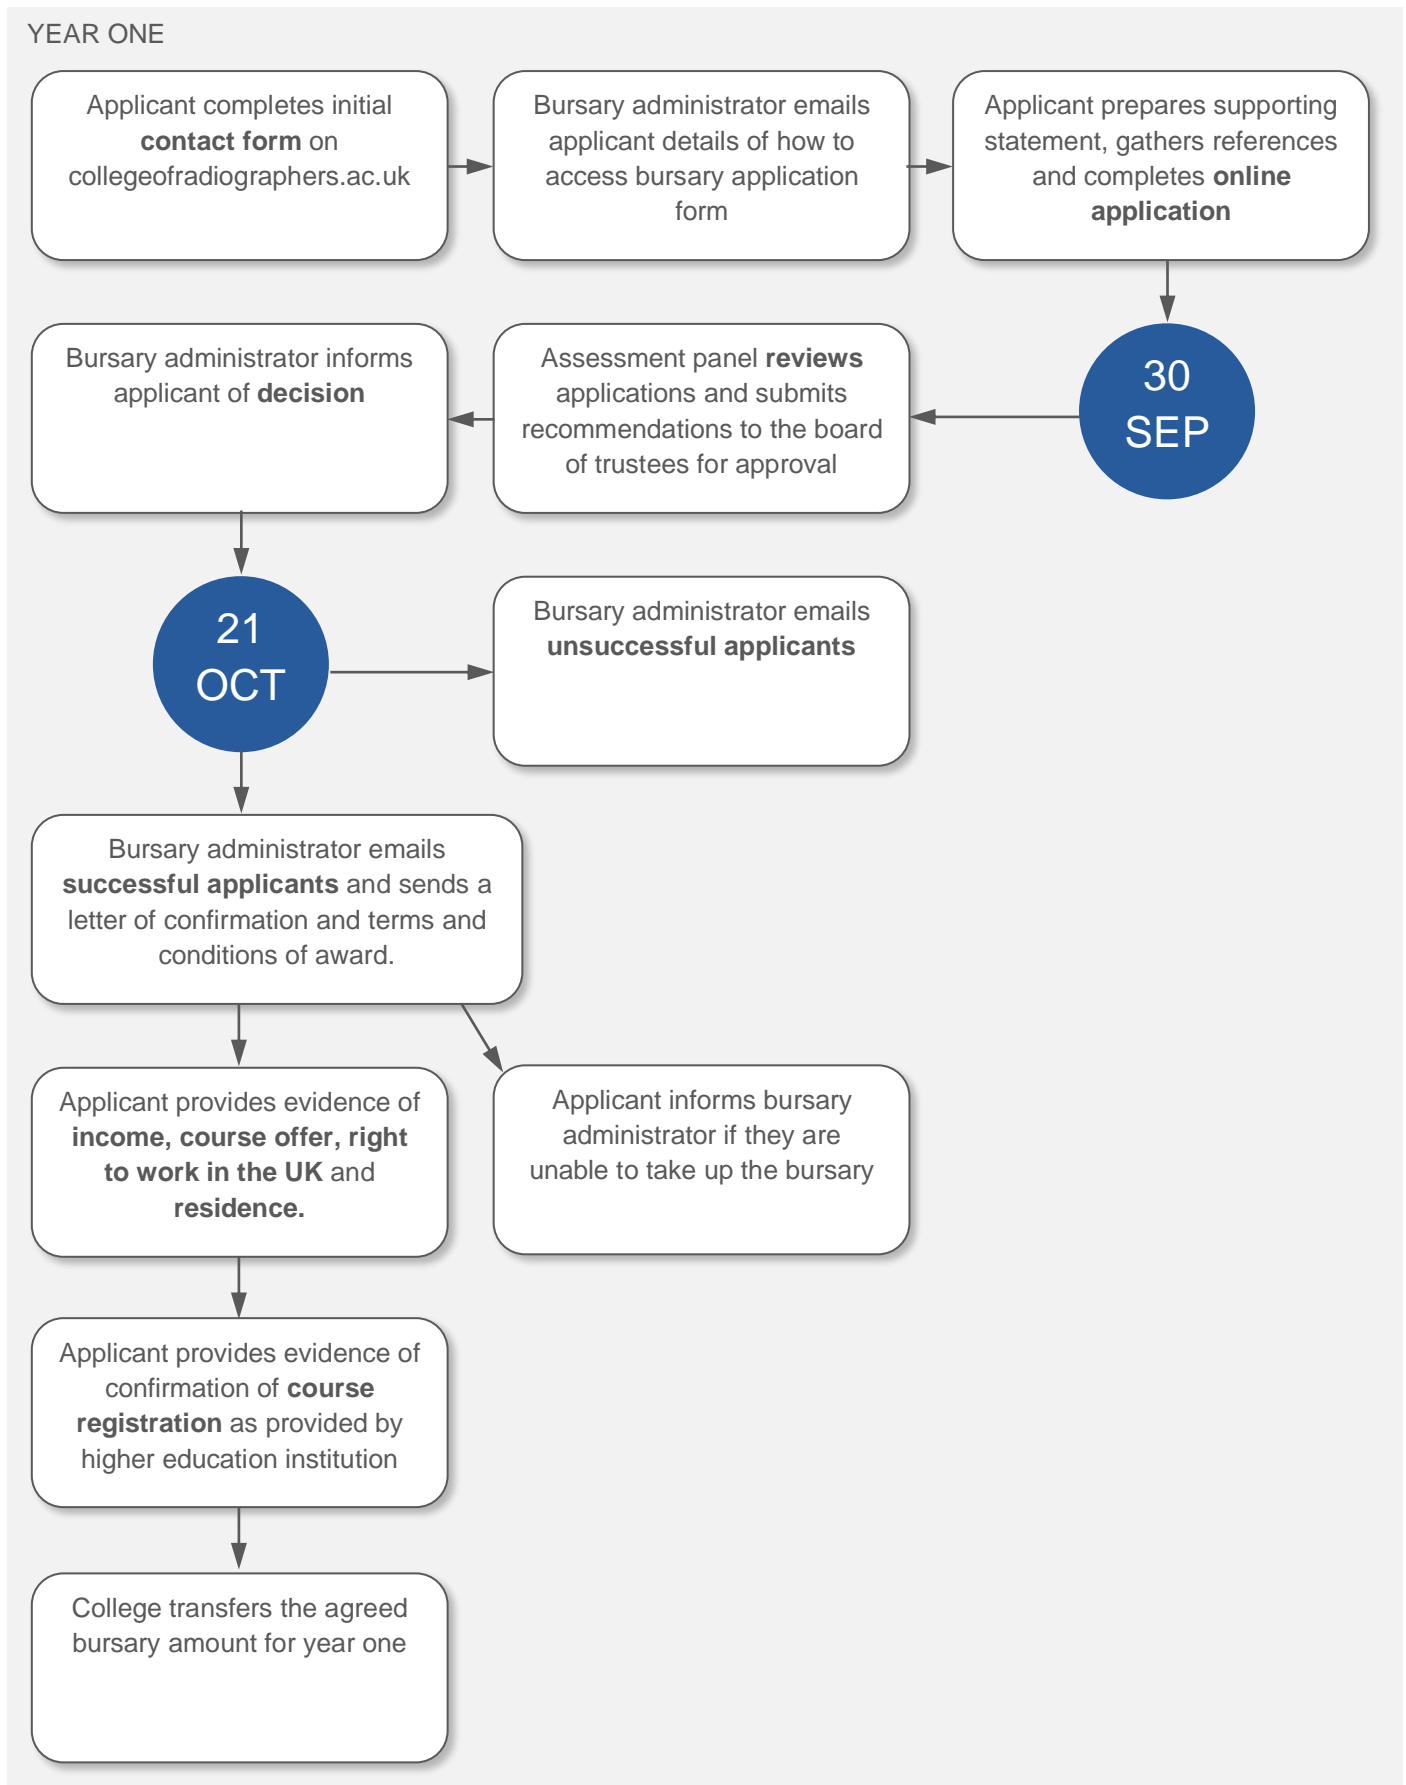 YEAR ONE
Applicant completes initial
contact form on
collegeofradiographers.ac.uk
Bursary administrator emails
applicant details of how to
access bursary application
form
Applicant prepares supporting
statement, gathers references
and completes online
application
30
SEP
Assessment panel reviews
applications and submits
recommendations to the board
of trustees for approval
Bursary administrator informs
applicant of decision
21
OCT
Bursary administrator emails
unsuccessful applicants
Bursary administrator emails
successful applicants and sends a
letter of confirmation and terms and
conditions of award.
Applicant provides evidence of
income, course offer, right
to work in the UK and
residence.
Applicant informs bursary
administrator if they are
unable to take up the bursary
Applicant provides evidence of
confirmation of course
registration as provided by
higher education institution
College transfers the agreed
bursary amount for year one